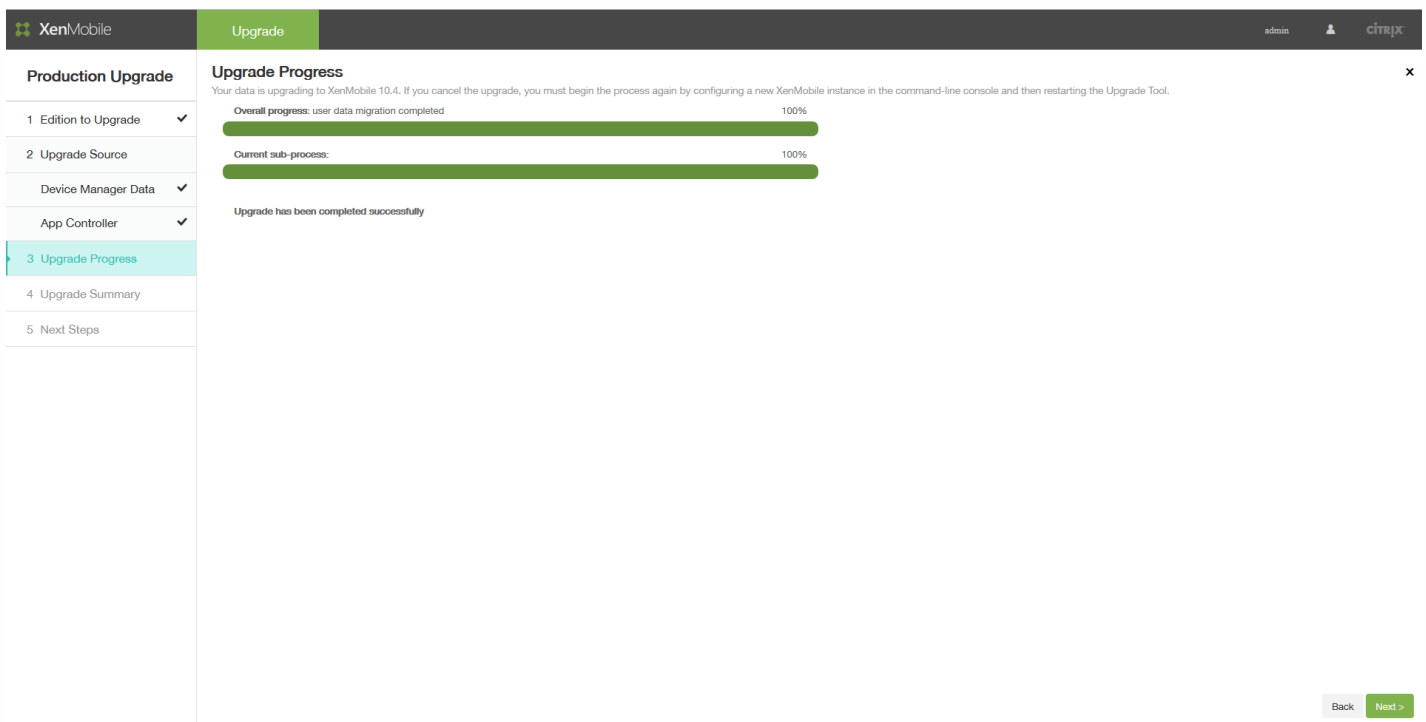 XenMobile
Upgrade
admin
CITRIX
Production Upgrade
1 Edition to Upgrade
2 Upgrade Source
Device Manager Data
App Controller
3 Upgrade Progress
4 Upgrade Summary
5 Next Steps
Upgrade Progress
Your data is upgrading to XenMobile 10.4. If you cancel the upgrade, you must begin the process again by configuring a new XenMobile instance in the command-line console and then restarting the Upgrade Tool.
Overall progress: user data migration completed 100%
Current sub-process: 100%
Upgrade has been completed successfully
Back Next >